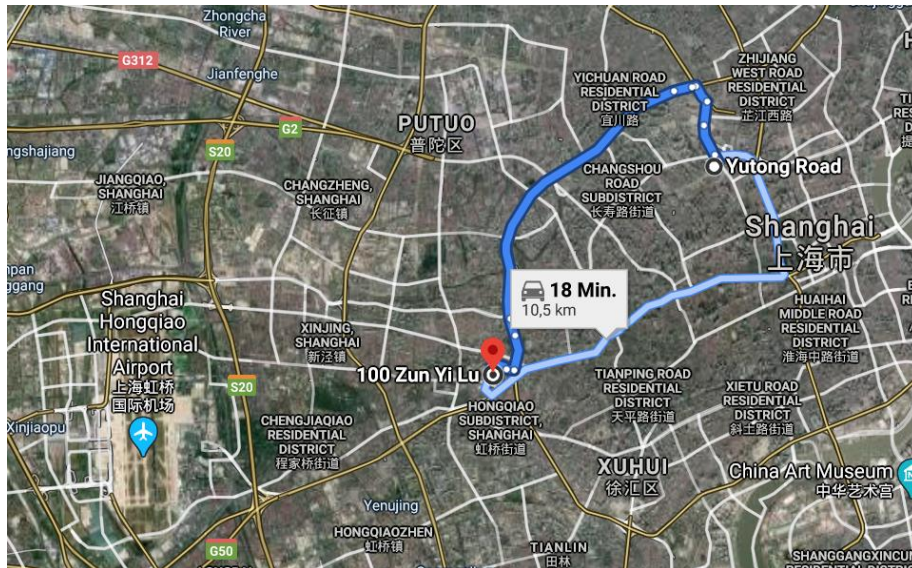 Zhongcha
River
G312
Jianfenghe
YICHUAN ROAD
RESIDENTIAL
DISTRICT
宜川路
ZHIJIANG
WEST ROAD
RESIDENTIAL
DISTRICT
芷江西路
PUTUO
普陀区
G2
S20
ngshajiang
JIANGQIAO,
SHANGHAI
江桥镇
CHANGZHENG,
SHANGHAI
长征镇
CHANGSHOU
ROAD
SUBDISTRICT
长寿路街道
Yutong Road
Shanghai
上海市
npan
ggang
Shanghai
Hongqiao
International
Airport
上海虹桥
国际机场
18 Min.
10,5 km
HUAIHAI
MIDDLE ROAD
RESIDENTIAL
DISTRICT
淮海中路街道
XINJING,
SHANGHAI
新泾镇
100 Zun Yi Lu
S20
TIANPING ROAD
RESIDENTIAL
DISTRICT
天平路街道
XIETU ROAD
RESIDENTIAL
DISTRICT
斜土路街道
Xinjiaopu
CHENGJIAQIAO
RESIDENTIAL
DISTRICT
程家桥街道
HONGQIAO
SUBDISTRICT,
SHANGHAI
虹桥街道
XUHUI
徐汇区
China Art Museum
中华艺术宫
Yenujing
HONGQIAOZHEN
虹桥镇
G50
TIANLIN
田林
SHANGGANGXINCUN